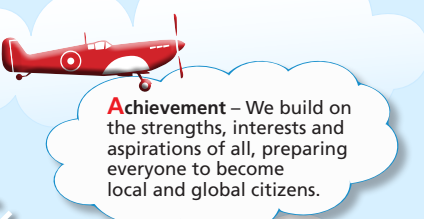 Achievement – We build on
the strengths, interests and
aspirations of all, preparing
everyone to become
local and global citizens.